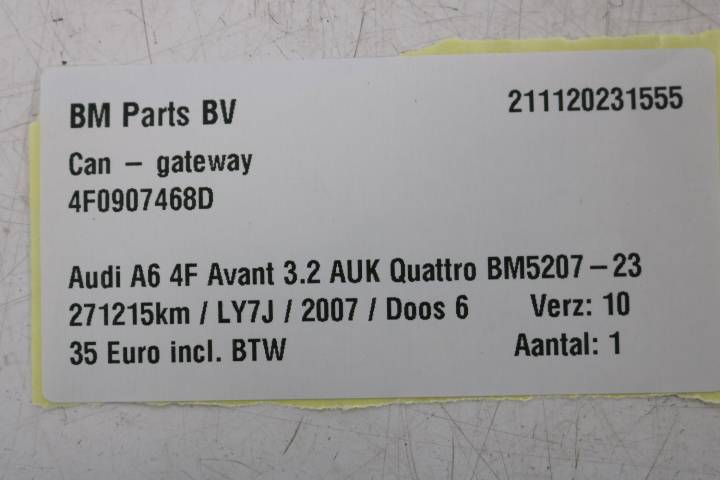 BM Parts BV 211120231555
Can – gateway
4F0907468D
Audi A6 4F Avant 3.2 AUK Quattro BM5207–23
271215km / LY7J / 2007 / Doos 6 Verz: 10
35 Euro incl. BTW Aantal: 1